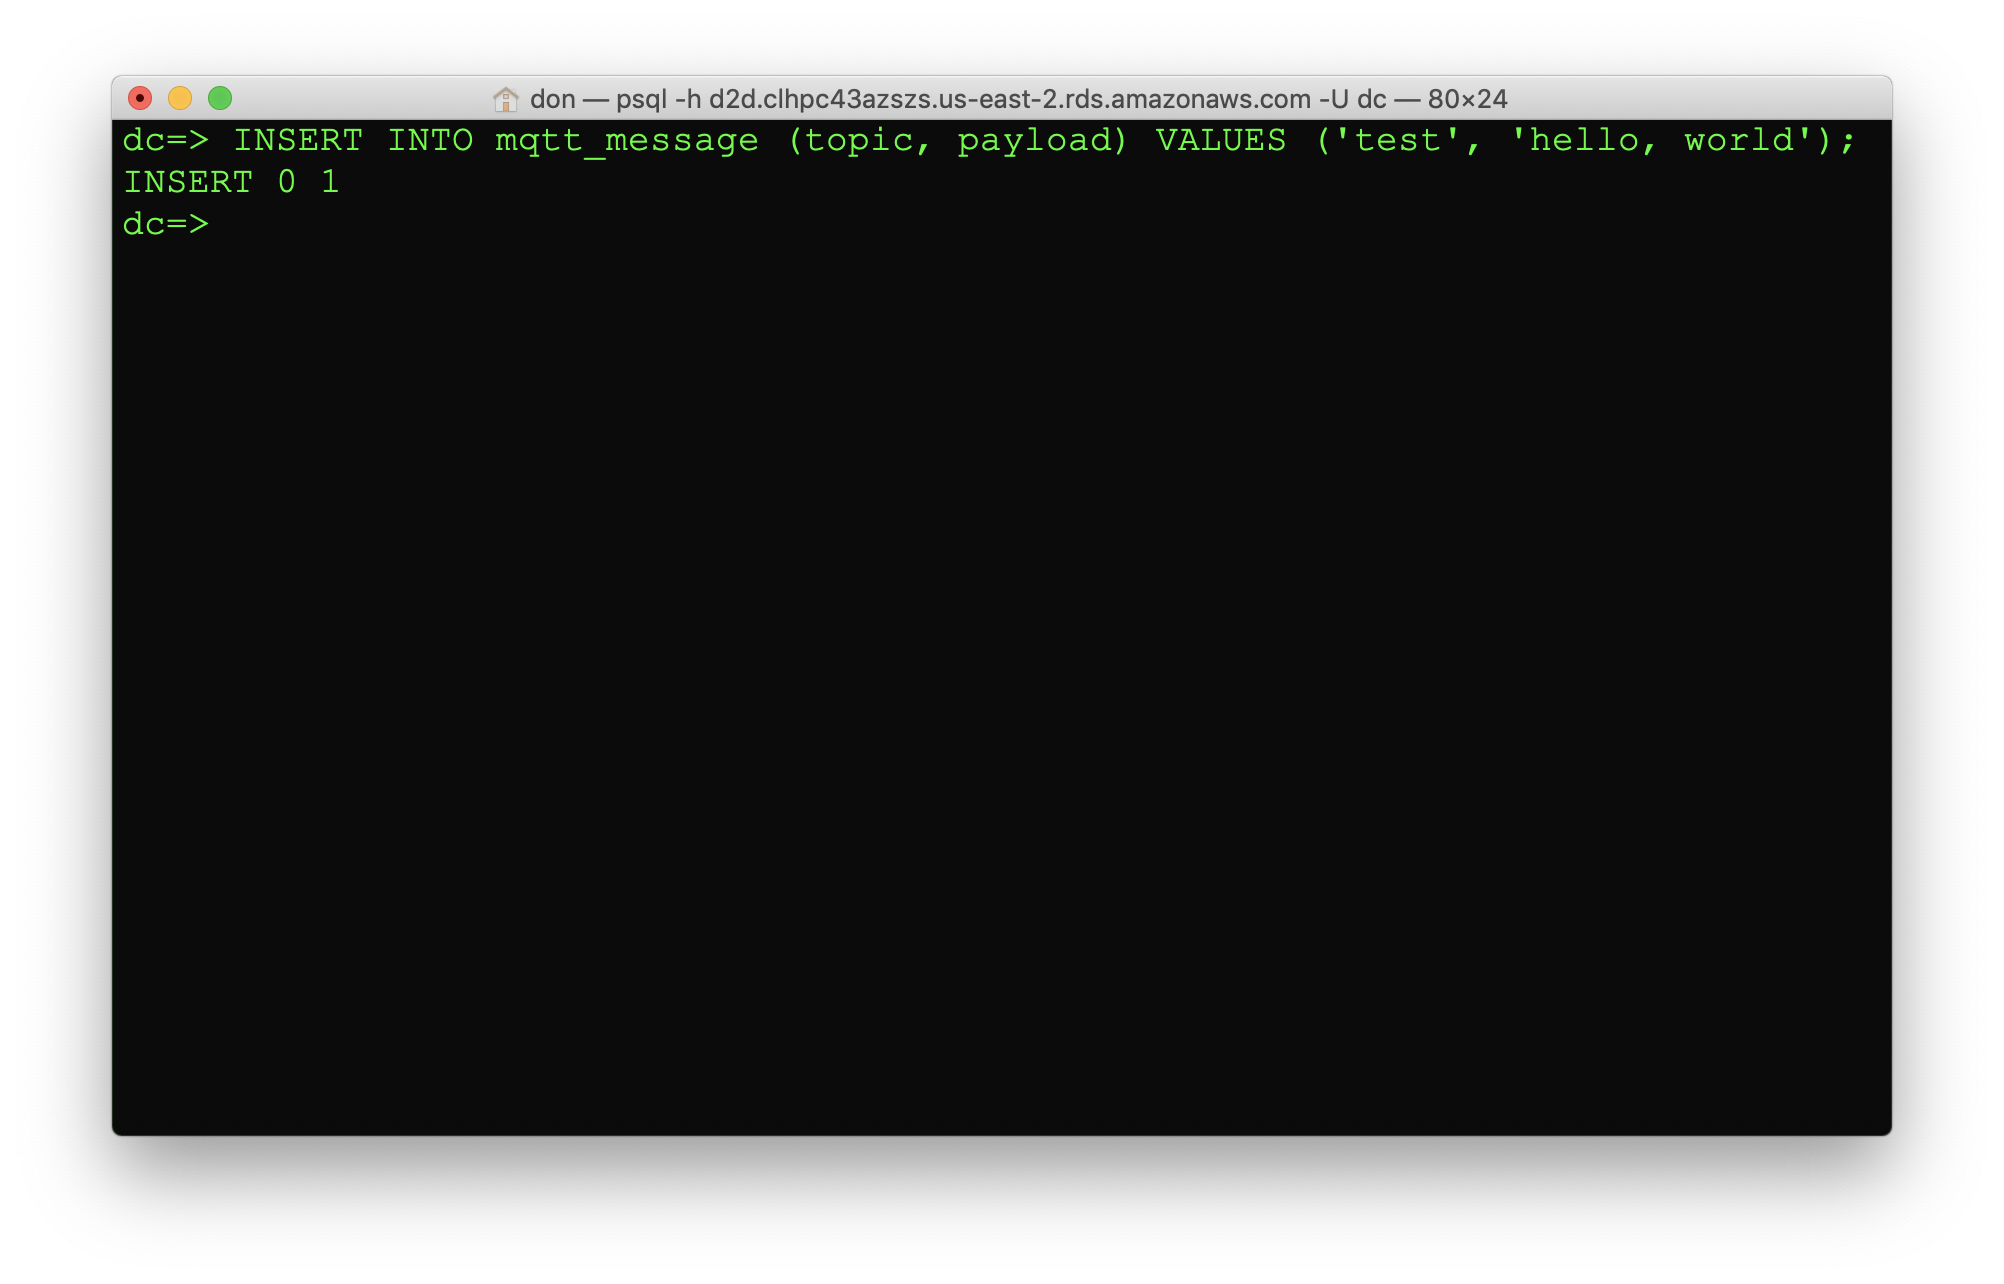 don — psql -h d2d.clhpc43azszs.us-east-2.rds.amazonaws.com -U dc — 80×24
dc=> INSERT INTO mqtt_message (topic, payload) VALUES ('test', 'hello, world');
INSERT 0 1
dc=>